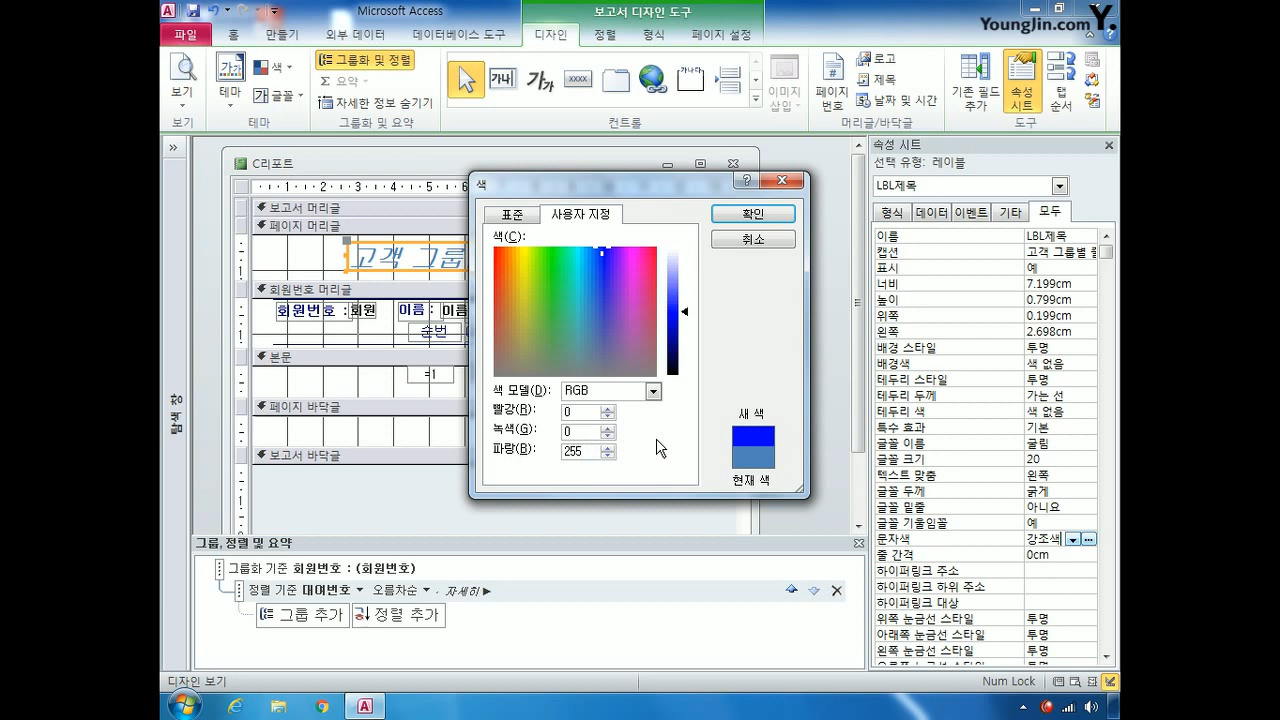 Microsoft Access
보고서 디자인 도구
Younglin.com
파일 홈 만들기 외부 데이터 데이터베이스 도구 디자인 정렬 형식 페이지 설정
보기
보기
테마
색
글꼴
테마
그룹화 및 정렬
요약
자세한 정보 숨기기
그룹화 및 요약
가나
가가
xxxx
가나다
이미지
삽입
컨트롤
페이지
번호
로고
제목
날짜 및 시간
머리글/바닥글
기존 필드
추가
속성
시트
탭
순서
도구
C리포트
1 2 3 4 5 6
보고서 머리글
페이지 머리글
고객 그룹
회원번호 머리글
회원번호 : 회원 이름 : 이름
순번
본문
=1
페이지 바닥글
보고서 바닥글
색
표준 사용자 지정
확인
취소
색(C):
색 모델(D): RGB
빨강(R): 0
녹색(G): 0
파랑(B): 255
새 색
현재 색
속성 시트
선택 유형: 레이블
LBL제목
형식 데이터 이벤트 기타 모두
이름 LBL제목
캡션 고객 그룹별
표시 예
너비 7.199cm
높이 0.799cm
위쪽 0.199cm
왼쪽 2.698cm
배경 스타일 투명
배경색 색 없음
테두리 스타일 투명
테두리 두께 가는 선
테두리 색 색 없음
특수 효과 기본
글꼴 이름 굴림
글꼴 크기 20
텍스트 맞춤 왼쪽
글꼴 두께 굵게
글꼴 밑줄 아니요
글꼴 기울임꼴 예
문자색 강조색
줄 간격 0cm
하이퍼링크 주소
하이퍼링크 하위 주소
하이퍼링크 대상
위쪽 눈금선 스타일 투명
아래쪽 눈금선 스타일 투명
왼쪽 눈금선 스타일 투명
탐색 창
그룹, 정렬 및 요약
그룹화 기준 회원번호 : (회원번호)
정렬 기준 대여번호 오름차순 , 자세히
그룹 추가 정렬 추가
디자인 보기
Num Lock